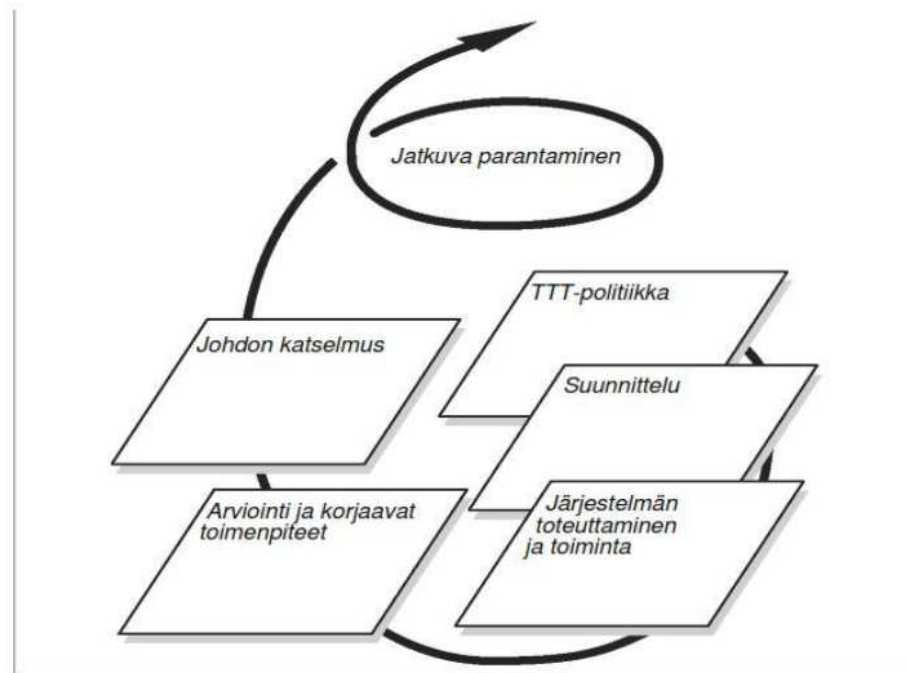 Jatkuva parantaminen
TTT-politiikka
Johdon katselmus
Suunnittelu
Arviointi ja korjaavat
toimenpiteet
Järjestelmän
toteuttaminen
ja toiminta